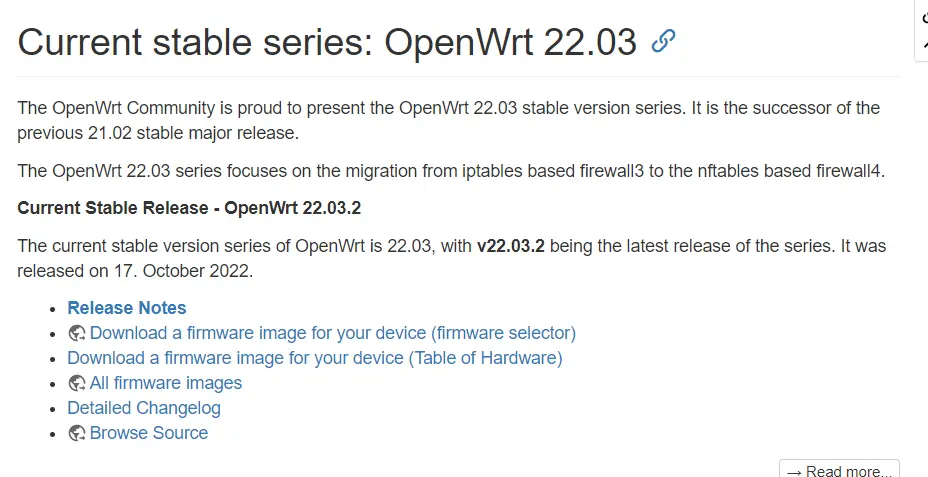 Current stable series: OpenWrt 22.03
The OpenWrt Community is proud to present the OpenWrt 22.03 stable version series. It is the successor of the
previous 21.02 stable major release.
The OpenWrt 22.03 series focuses on the migration from iptables based firewall3 to the nftables based firewall4.
Current Stable Release - OpenWrt 22.03.2
The current stable version series of OpenWrt is 22.03, with v22.03.2 being the latest release of the series. It was
released on 17. October 2022.
• Release Notes
• Download a firmware image for your device (firmware selector)
• Download a firmware image for your device (Table of Hardware)
• All firmware images
• Detailed Changelog
• Browse Source
→ Read more...